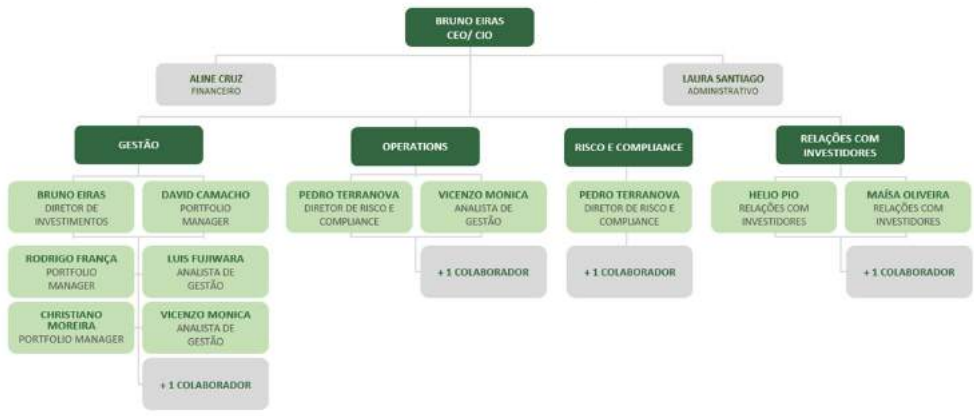 BRUNO EIRAS
CEO/ CIO
ALINE CRUZ
FINANCEIRO
LAURA SANTIAGO
ADMINISTRATIVO
GESTÃO
OPERATIONS
RISCO E COMPLIANCE
RELAÇÕES COM
INVESTIDORES
BRUNO EIRAS
DIRETOR DE
INVESTIMENTOS
DAVID CAMACHO
PORTFOLIO
MANAGER
PEDRO TERRANOVA
DIRETOR DE RISCO E
COMPLIANCE
VICENZO MONICA
ANALISTA DE
GESTÃO
PEDRO TERRANOVA
DIRETOR DE RISCO E
COMPLIANCE
HELIO PIO
RELAÇÕES COM
INVESTIDORES
MAÍSA OLIVEIRA
RELAÇÕES COM
INVESTIDORES
RODRIGO FRANÇA
PORTFOLIO
MANAGER
LUIS FUJIWARA
ANALISTA DE
GESTÃO
+ 1 COLABORADOR
+ 1 COLABORADOR
+ 1 COLABORADOR
CHRISTIANO
MOREIRA
PORTFOLIO MANAGER
VICENZO MONICA
ANALISTA DE
GESTÃO
+ 1 COLABORADOR